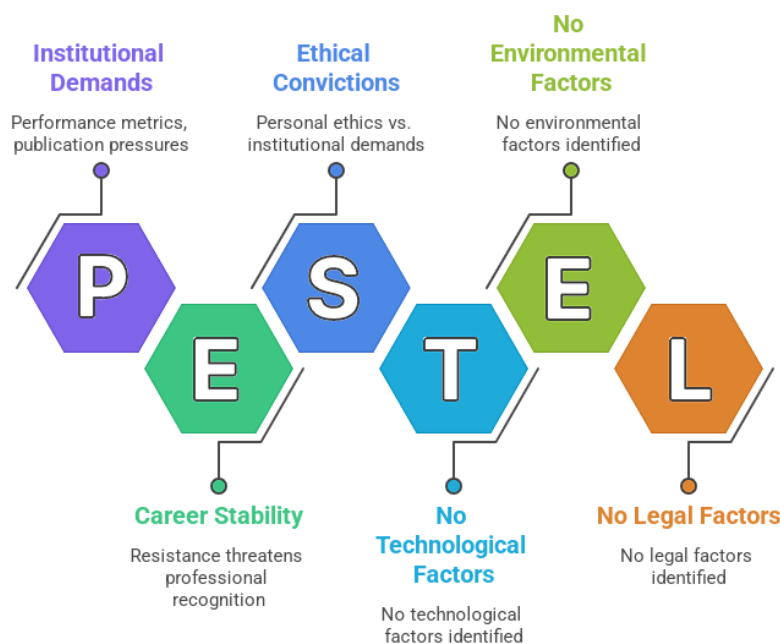 Institutional
Demands
Performance metrics,
publication pressures
P
Career Stability
Resistance threatens
professional
recognition
E
Ethical
Convictions
Personal ethics vs.
institutional demands
S
No
Technological
Factors
No technological
factors identified
T
No
Environmental
Factors
No environmental
factors identified
E
No Legal Factors
No legal factors
identified
L